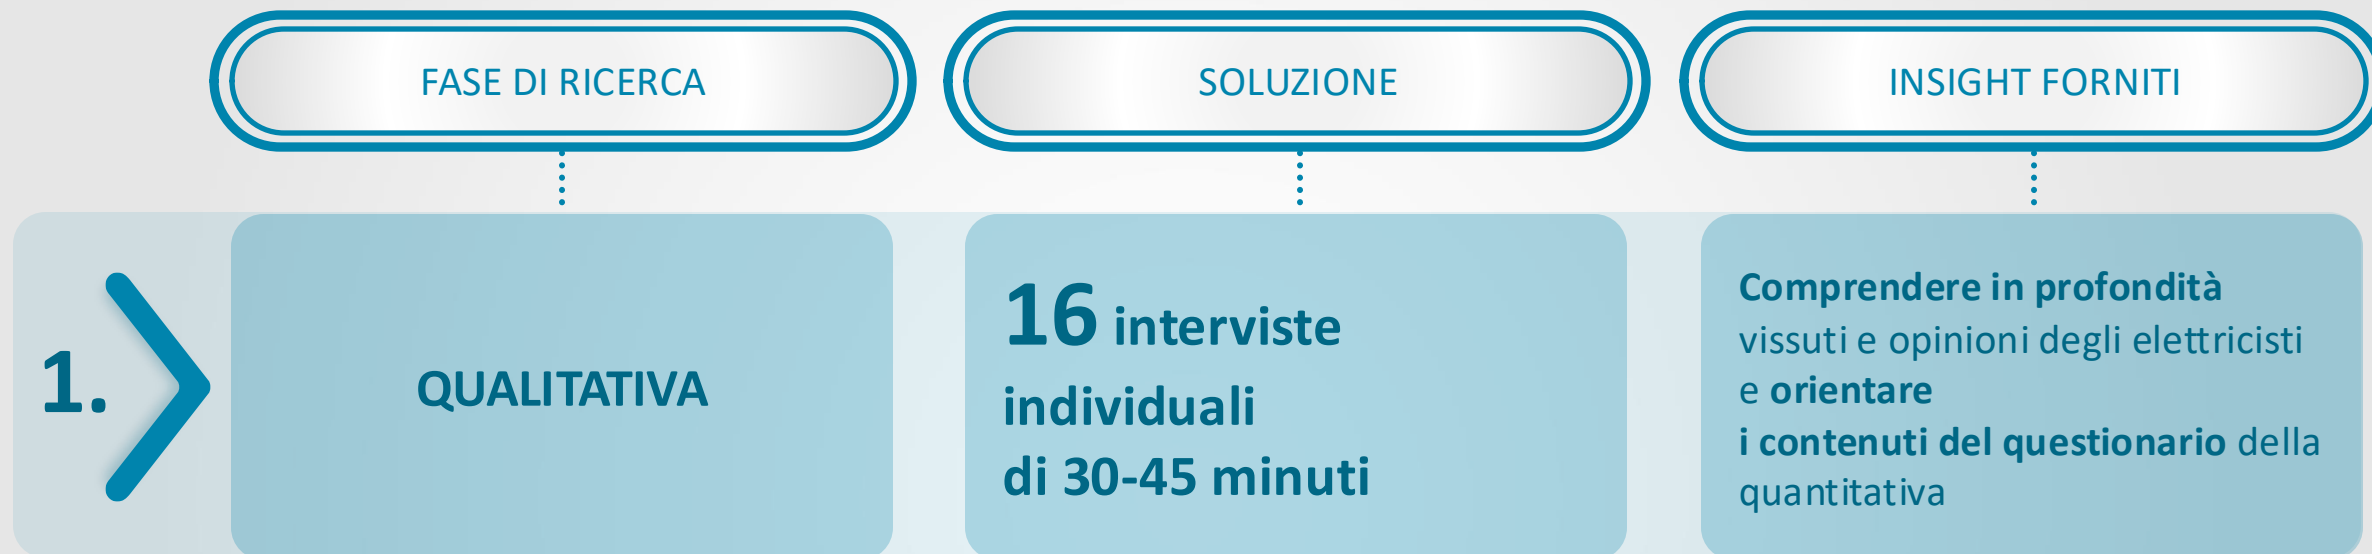 FASE DI RICERCA
SOLUZIONE
INSIGHT FORNITI
1.
QUALITATIVA
16 interviste
individuali
di 30-45 minuti
Comprendere in profondità
vissuti e opinioni degli elettricisti
e orientare
i contenuti del questionario della
quantitativa